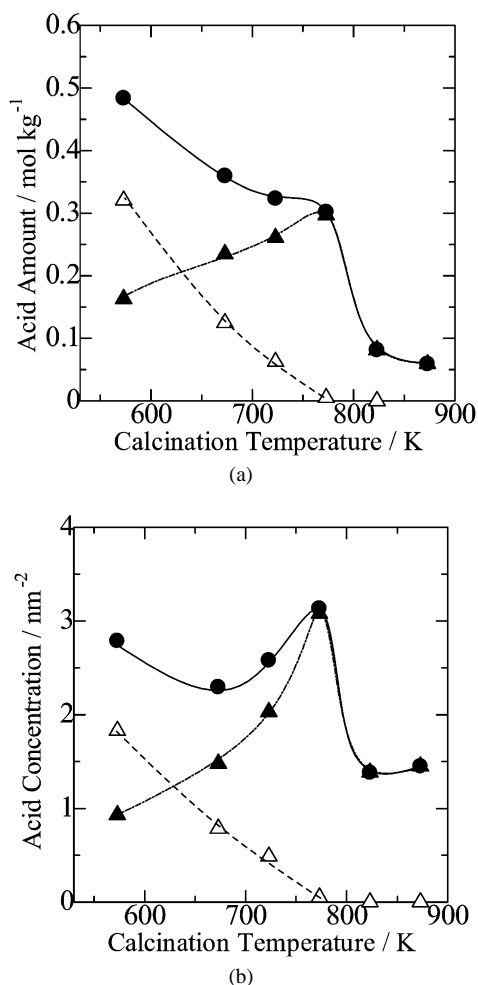 0.6
0.5
0.4
0.3
0.2
0.1
0
Acid Amount / mol kg-1
600 700 800 900
Calcination Temperature / K
(a)
4
3
2
1
0
Acid Concentration / nm-2
600 700 800 900
Calcination Temperature / K
(b)